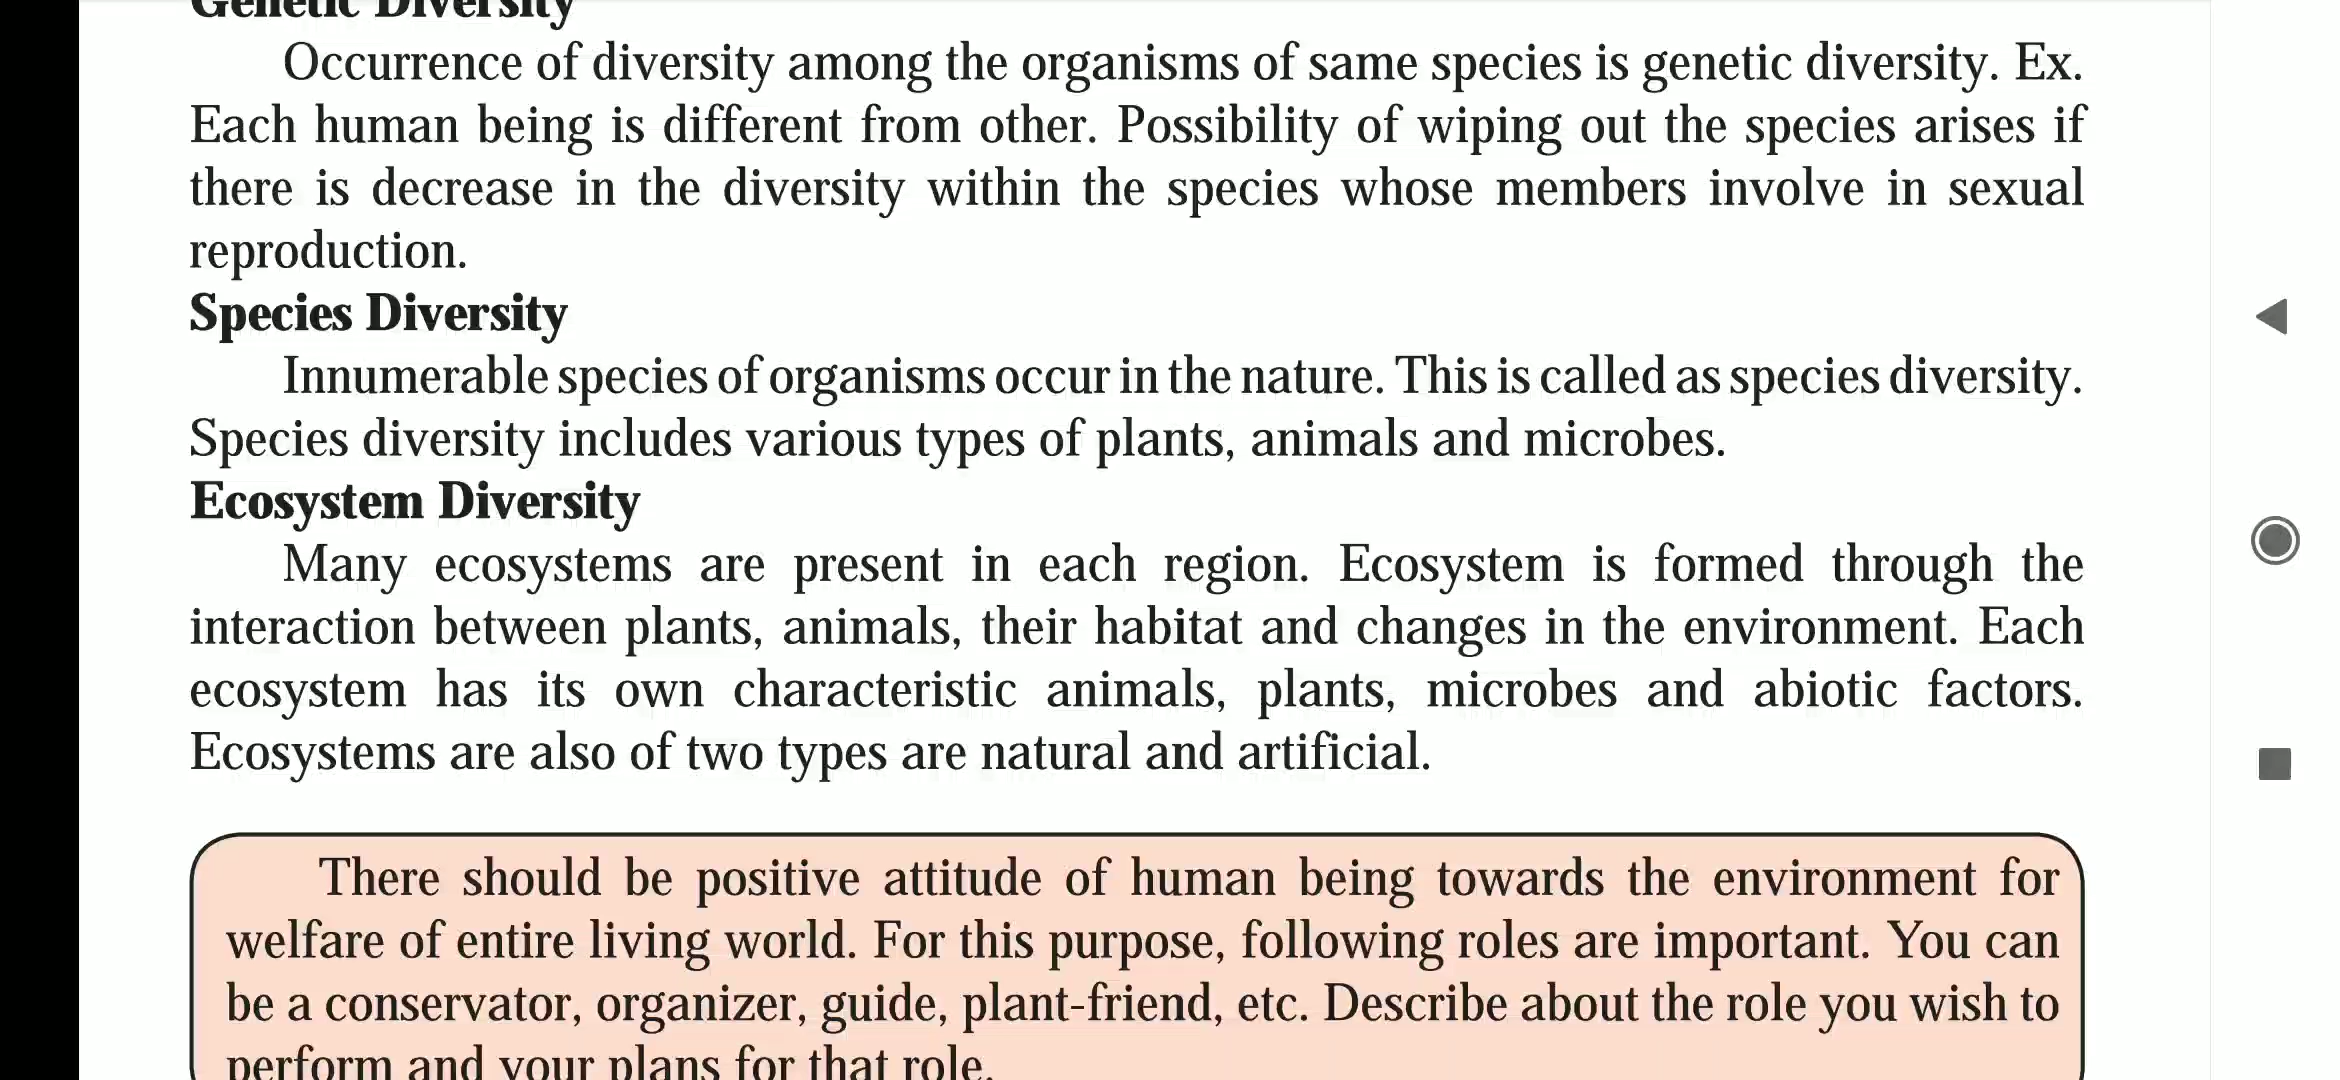 Genetic Diversity
Occurrence of diversity among the organisms of same species is genetic diversity. Ex.
Each human being is different from other. Possibility of wiping out the species arises if
there is decrease in the diversity within the species whose members involve in sexual
reproduction.
Species Diversity
Innumerable species of organisms occur in the nature. This is called as species diversity.
Species diversity includes various types of plants, animals and microbes.
Ecosystem Diversity
Many ecosystems are present in each region. Ecosystem is formed through the
interaction between plants, animals, their habitat and changes in the environment. Each
ecosystem has its own characteristic animals, plants, microbes and abiotic factors.
Ecosystems are also of two types are natural and artificial.
There should be positive attitude of human being towards the environment for
welfare of entire living world. For this purpose, following roles are important. You can
be a conservator, organizer, guide, plant-friend, etc. Describe about the role you wish to
perform and your plans for that role.